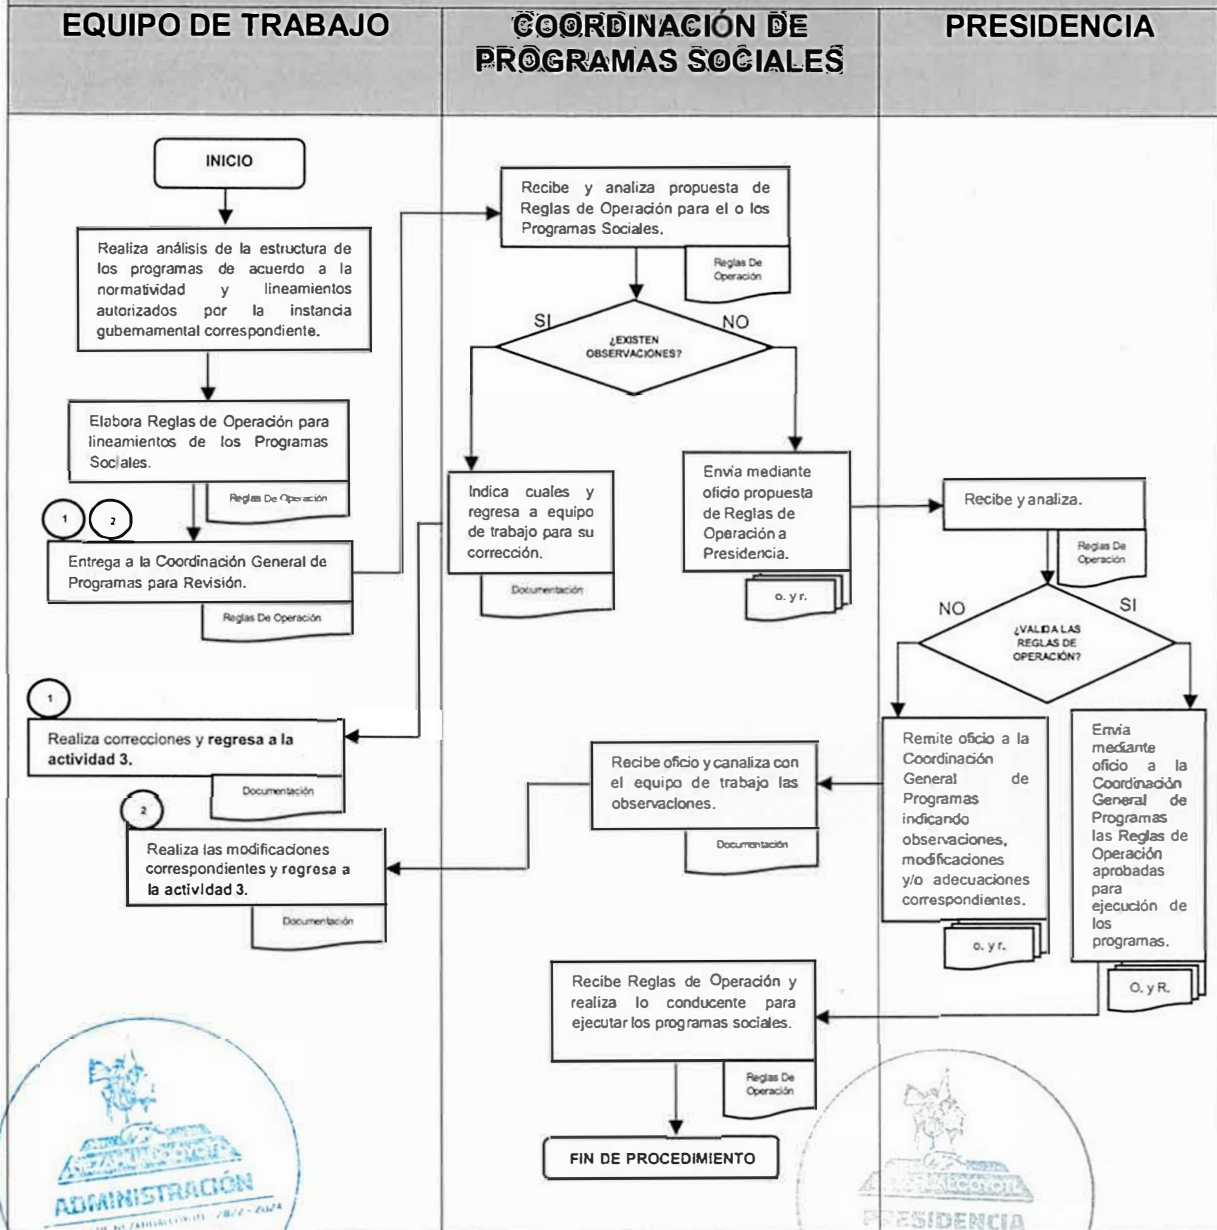 EQUIPO DE TRABAJO
COORDINACIÓN DE
PROGRAMAS SOCIALES
PRESIDENCIA
INICIO
Realiza análisis de la estructura de
los programas de acuerdo a la
normatividad y lineamientos
autorizados por la instancia
gubernamental correspondiente.
Elabora Reglas de Operación para
lineamientos de los Programas
Sociales.
Reglas De Operación
1
2
Entrega a la Coordinación General de
Programas para Revisión.
Reglas De Operación
Recibe y analiza propuesta de
Reglas de Operación para el o los
Programas Sociales.
Reglas De
Operación
SI
NO
¿EXISTEN
OBSERVACIONES?
Indica cuales y
regresa a equipo
de trabajo para su
corrección.
Documentación
Envía mediante
oficio propuesta
de Reglas de
Operación a
Presidencia.
o. y r.
Recibe y analiza.
Reglas De
Operación
NO
SI
¿VALIDA LAS
REGLAS DE
OPERACIÓN?
1
Realiza correcciones y regresa a la
actividad 3.
Documentación
2
Realiza las modificaciones
correspondientes y regresa a
la actividad 3.
Documentación
Recibe oficio y canaliza con
el equipo de trabajo las
observaciones.
Documentación
Remite oficio a la
Coordinación
General de
Programas
indicando
observaciones,
modificaciones
y/o adecuaciones
correspondientes.
o. y r.
Envía
mediante
oficio a la
Coordinación
General de
Programas
las Reglas de
Operación
aprobadas
para
ejecución de
los
programas.
O. y R.
Recibe Reglas de Operación y
realiza lo conducente para
ejecutar los programas sociales.
Reglas De
Operación
FIN DE PROCEDIMIENTO
NEZAHUALCOYOTL
ADMINISTRACIÓN
NEZAHUALCOYOTL 2022 - 2024
PRESIDENCIA